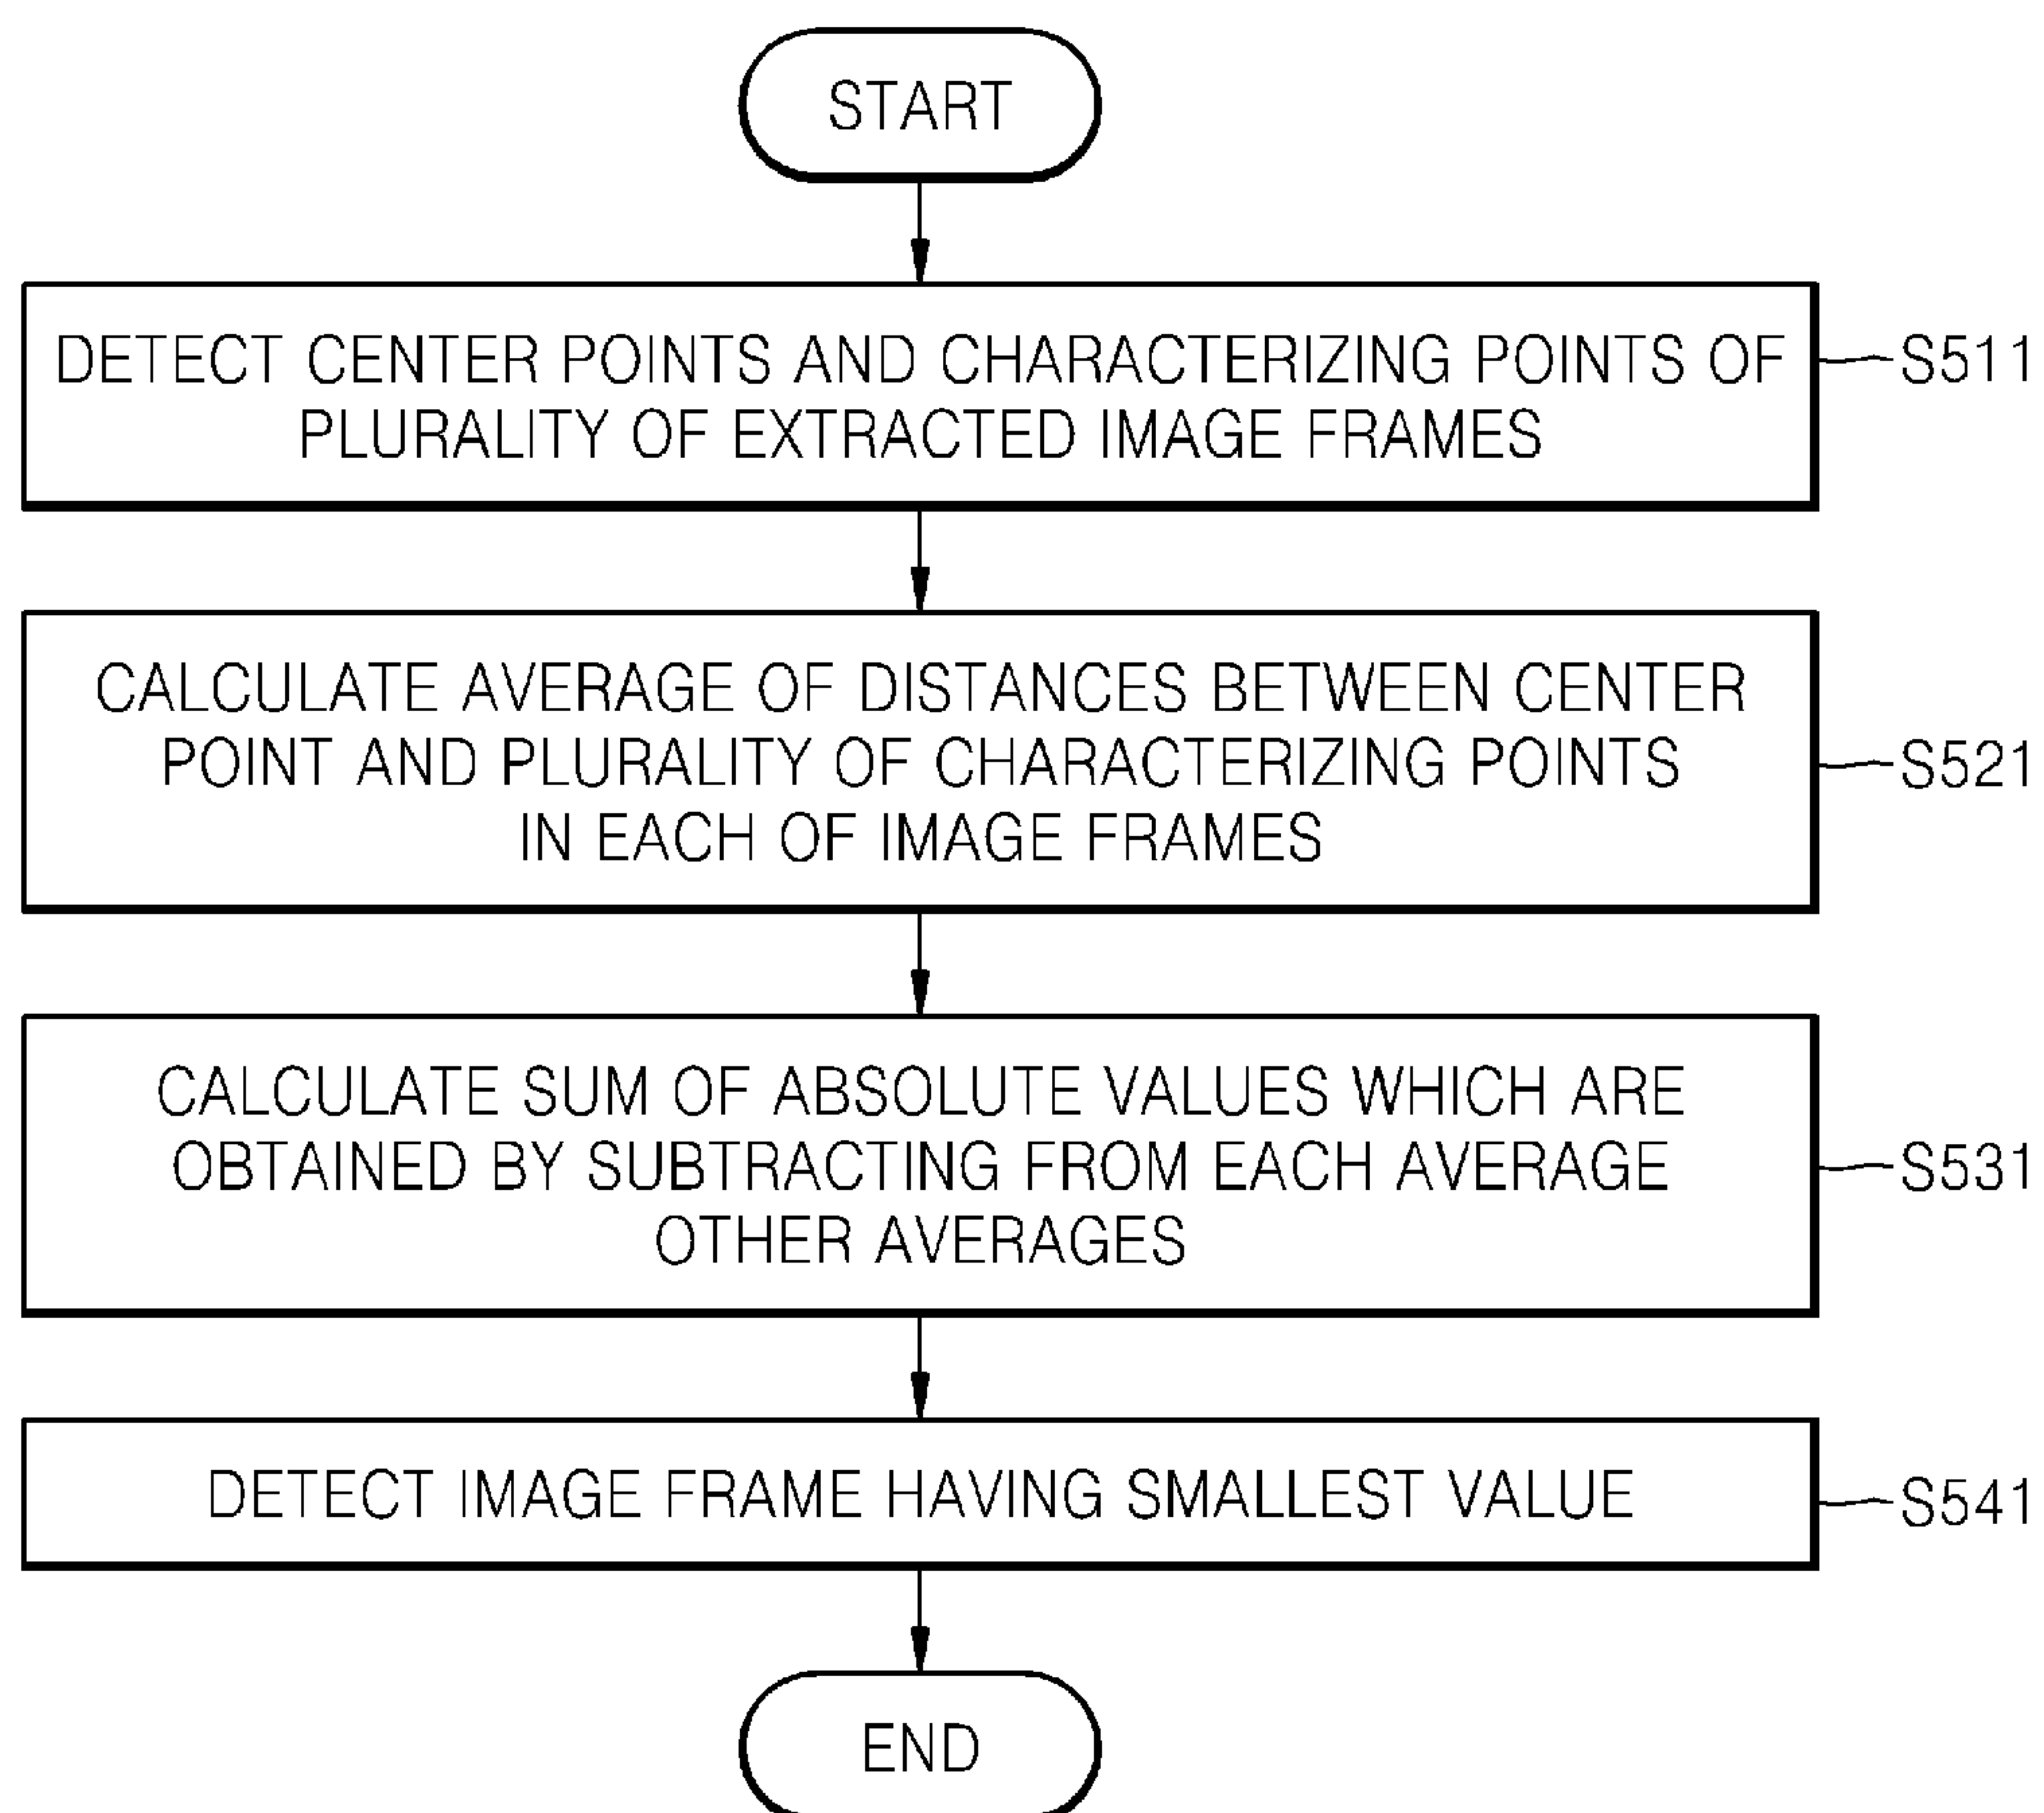 START
DETECT CENTER POINTS AND CHARACTERIZING POINTS OF
PLURALITY OF EXTRACTED IMAGE FRAMES
S511
CALCULATE AVERAGE OF DISTANCES BETWEEN CENTER
POINT AND PLURALITY OF CHARACTERIZING POINTS
IN EACH OF IMAGE FRAMES
S521
CALCULATE SUM OF ABSOLUTE VALUES WHICH ARE
OBTAINED BY SUBTRACTING FROM EACH AVERAGE
OTHER AVERAGES
S531
DETECT IMAGE FRAME HAVING SMALLEST VALUE
S541
END